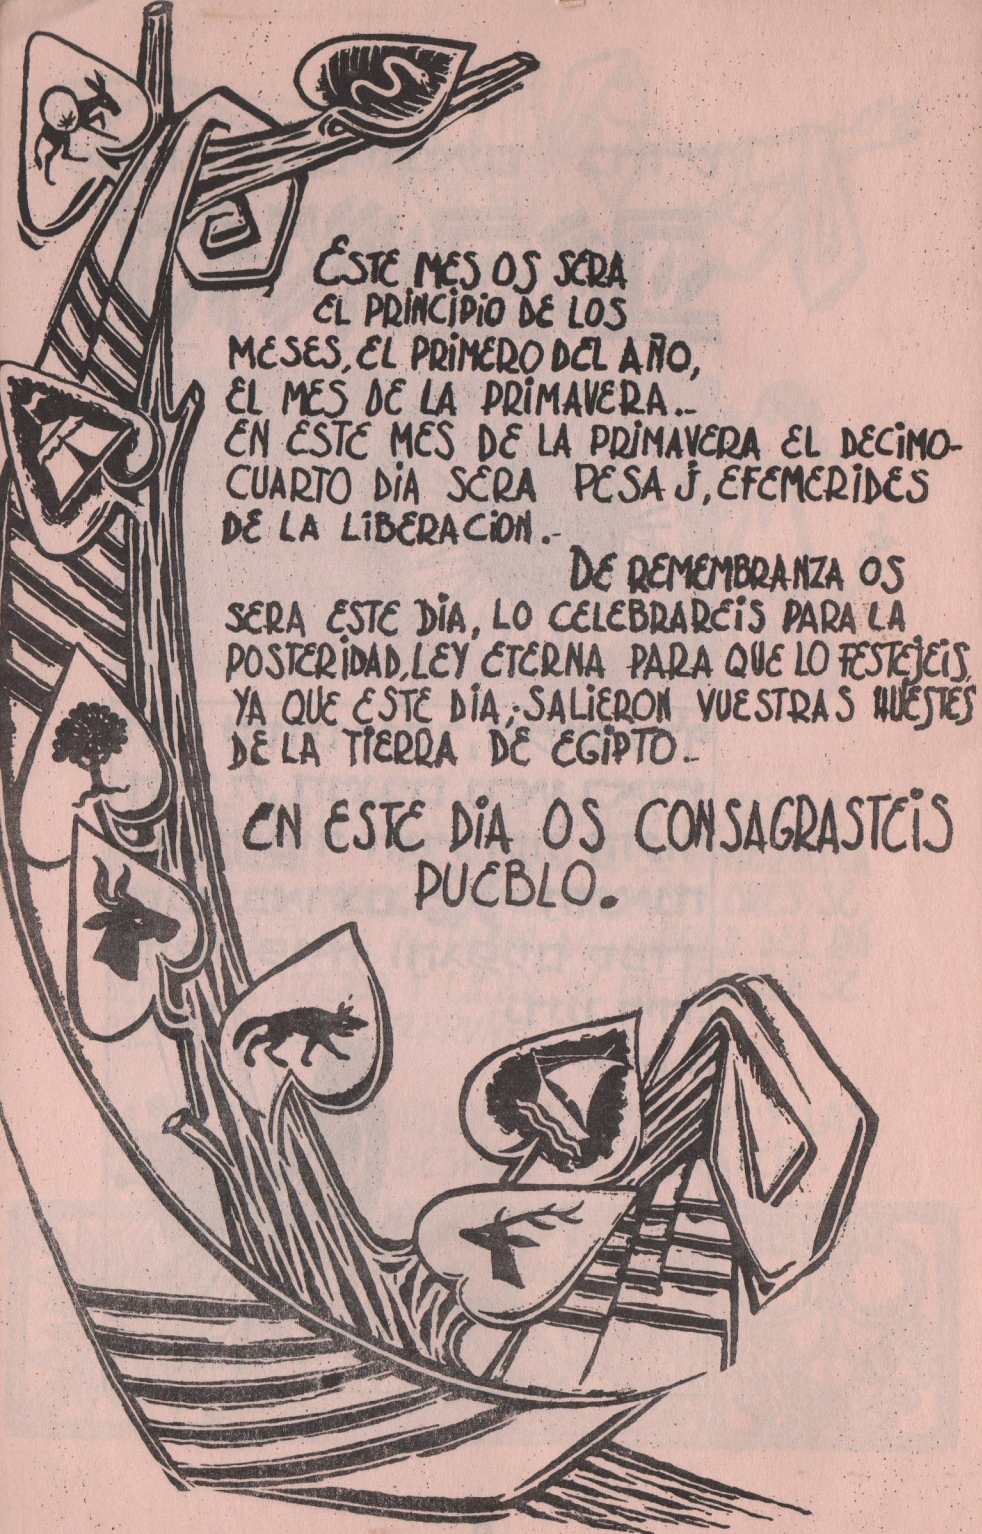 ESTE MES OS SERA
EL PRINCIPIO DE LOS
MESES, EL PRIMERO DEL AÑO,
EL MES DE LA PRIMAVERA._
EN ESTE MES DE LA PRIMAVERA EL DECIMO-
CUARTO DIA SERA PESAJ, EFEMERIDES
DE LA LIBERACION.-
DE REMEMBRANZA OS
SERA ESTE DIA, LO CELEBRAREIS PARA LA
POSTERIDAD, LEY ETERNA PARA QUE LO FESTEJEIS,
YA QUE ESTE DIA; SALIERON VUESTRAS HUESTES
DE LA TIERRA DE EGIPTO._
EN ESTE DIA OS CONSAGRASTEIS
PUEBLO.